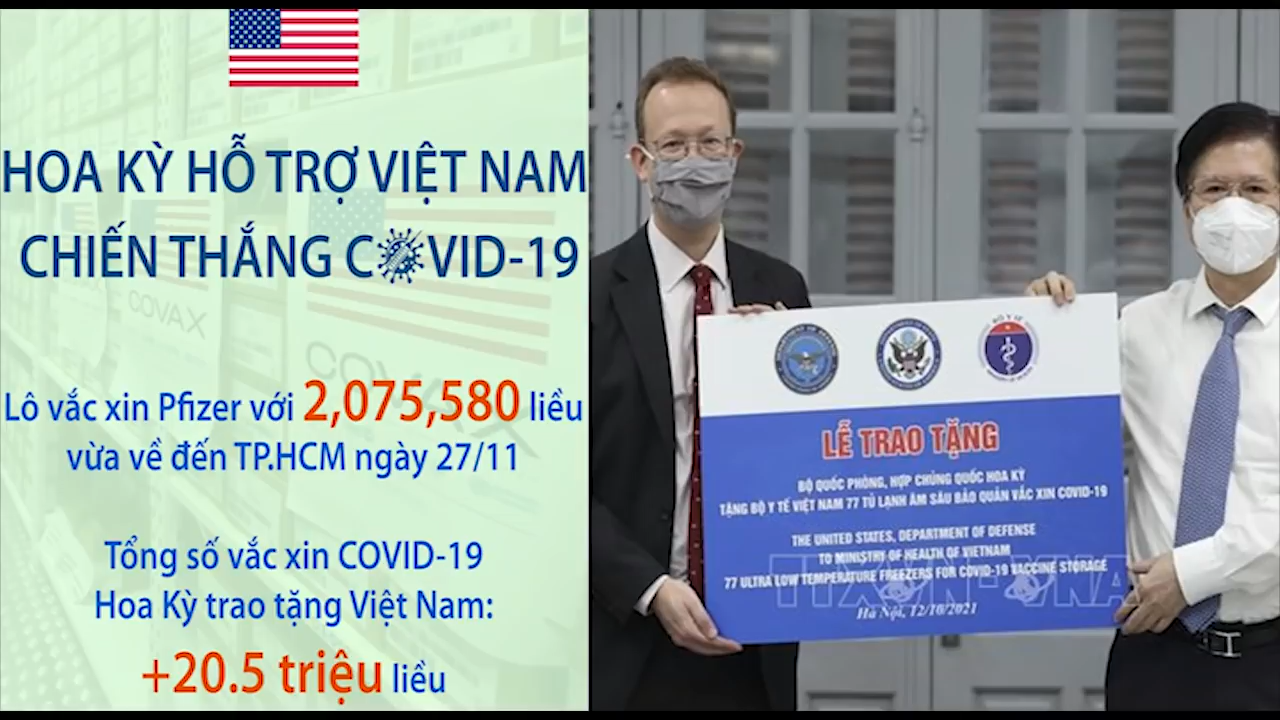 HOA KỲ HỖ TRỢ VIỆT NAM
CHIẾN THẮNG COVID-19
COVAX
COVAX
Lô vắc xin Pfizer với 2,075,580 liều
vừa về đến TP.HCM ngày 27/11
Tổng số vắc xin COVID-19
Hoa Kỳ trao tặng Việt Nam:
+20.5 triệu liều
BỘ Y TẾ
LỄ TRAO TẶNG
BỘ QUỐC PHÒNG, HỢP CHỦNG QUỐC HOA KỲ
TẶNG BỘ Y TẾ VIỆT NAM 77 TỦ LẠNH ÂM SÂU BẢO QUẢN VẮC XIN COVID-19
THE UNITED STATES, DEPARTMENT OF DEFENSE
TO MINISTRY OF HEALTH OF VIETNAM
77 ULTRA LOW TEMPERATURE FREEZERS FOR COVID-19 VACCINE STORAGE
TTXVN - VNA
Hà Nội, 12/10/2021